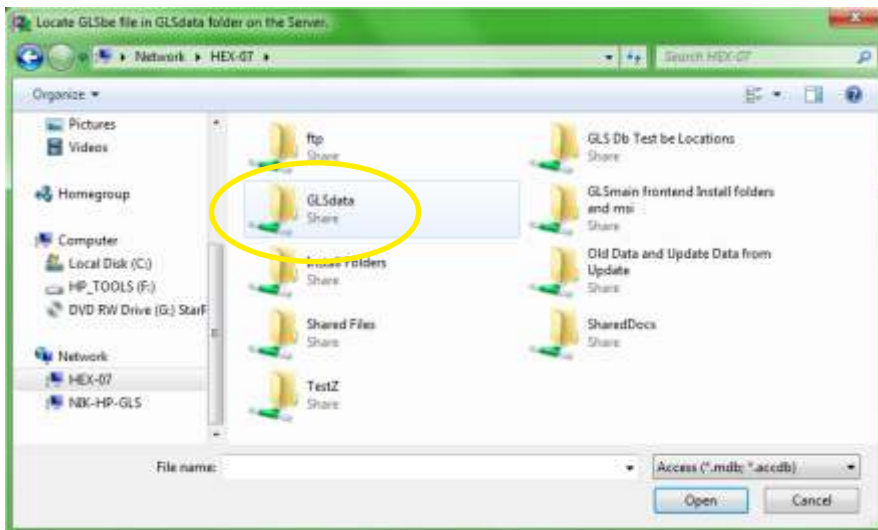 Locate GLSbe file in GLSdata folder on the Server.
Network HEX-07
Search HEX-07
Organize
Pictures
Videos
Homegroup
Computer
Local Disk (C:)
HP_TOOLS (F:)
DVD RW Drive (G:) StarF
Network
HEX-07
NIK-HP-GLS
ftp
Share
GLS Db Test be Locations
Share
GLSdata
Share
GLSmain frontend Install folders
and msi
Share
Install Folders
Share
Old Data and Update Data from
Update
Share
Shared Files
Share
SharedDocs
Share
TestZ
Share
File name:
Access (*.mdb; *.accdb)
Open
Cancel